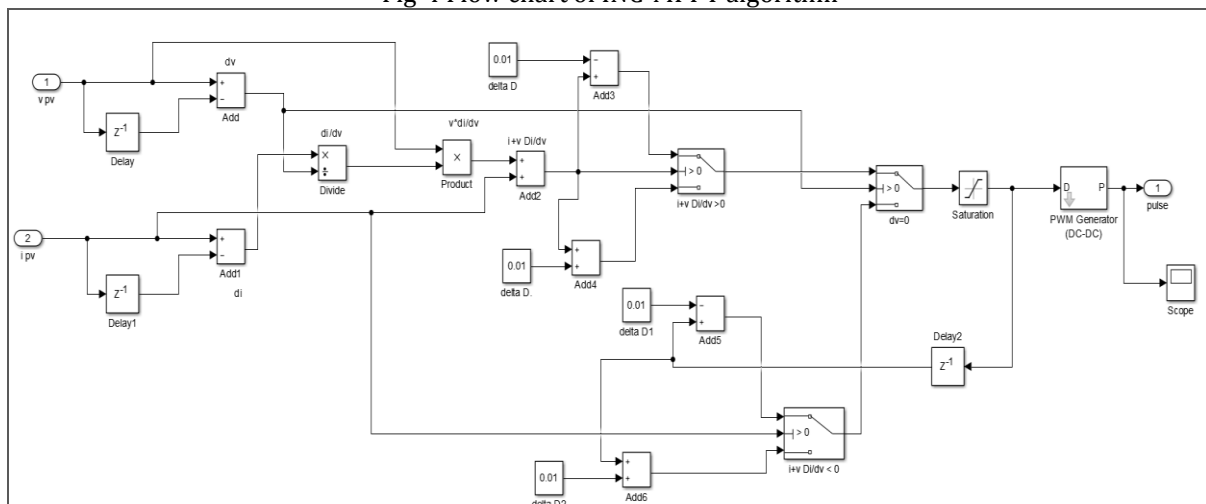 Fig 4 Flow chart of INC MPPT algorithm
0.01
delta D
−
+
Add3
dv
1
v pv
+
−
Add
Z-1
Delay
di/dv
×
÷
Divide
v*di/dv
×
Product
i+v Di/dv
+
+
Add2
> 0
i+v Di/dv >0
> 0
dv=0
Saturation
D
P
PWM Generator
(DC-DC)
1
pulse
2
i pv
+
−
Add1
di
Z-1
Delay1
0.01
delta D.
+
+
Add4
Scope
0.01
delta D1
−
+
Add5
Delay2
Z-1
> 0
i+v Di/dv < 0
0.01
delta D2
+
+
Add6